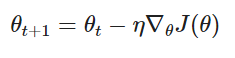 θ_{t+1} = θ_t − η∇_θ J(θ)